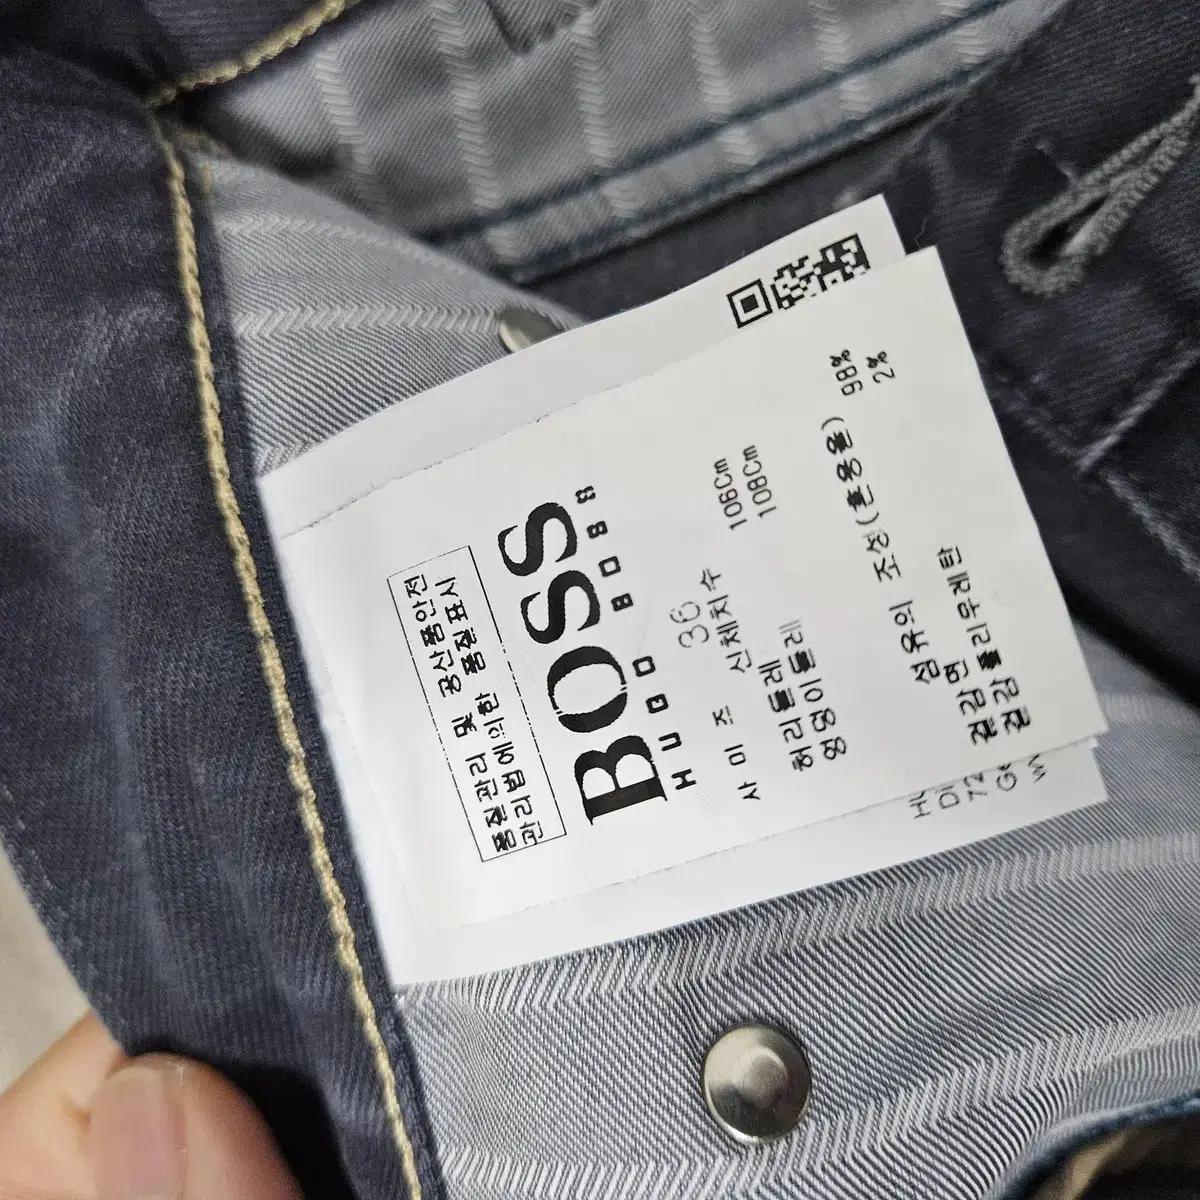 품질관리 및 공산품안전
관리법에의한 품질표시
BOSS
HUGO BOSS
36
사이즈 신체치수
허리둘레 106Cm
엉덩이둘레 108Cm
섬유의 조성(혼용율)
겉감면 98%
겉감폴리우레탄 2%
72